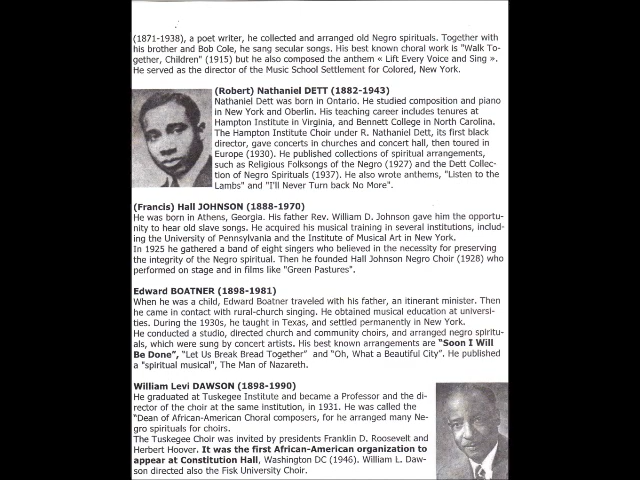 (1871-1938), a poet writer, he collected and arranged old Negro spirituals. Together with
his brother and Bob Cole, he sang secular songs. His best known choral work is "Walk To-
gether, Children" (1915) but he also composed the anthem « Lift Every Voice and Sing ».
He served as the director of the Music School Settlement for Colored, New York.
(Robert) Nathaniel DETT (1882-1943)
Nathaniel Dett was born in Ontario. He studied composition and piano
in New York and Oberlin. His teaching career includes tenures at
Hampton Institute in Virginia, and Bennett College in North Carolina.
The Hampton Institute Choir under R. Nathaniel Dett, its first black
director, gave concerts in churches and concert hall, then toured in
Europe (1930). He published collections of spiritual arrangements,
such as Religious Folksongs of the Negro (1927) and the Dett Collec-
tion of Negro Spirituals (1937). He also wrote anthems, "Listen to the
Lambs" and "I'll Never Turn back No More".
(Francis) Hall JOHNSON (1888-1970)
He was born in Athens, Georgia. His father Rev. William D. Johnson gave him the opportu-
nity to hear old slave songs. He acquired his musical training in several institutions, includ-
ing the University of Pennsylvania and the Institute of Musical Art in New York.
In 1925 he gathered a band of eight singers who believed in the necessity for preserving
the integrity of the Negro spiritual. Then he founded Hall Johnson Negro Choir (1928) who
performed on stage and in films like "Green Pastures".
Edward BOATNER (1898-1981)
When he was a child, Edward Boatner traveled with his father, an itinerant minister. Then
he came in contact with rural-church singing. He obtained musical education at universi-
ties. During the 1930s, he taught in Texas, and settled permanently in New York.
He conducted a studio, directed church and community choirs, and arranged negro spiritu-
als, which were sung by concert artists. His best known arrangements are "Soon I Will
Be Done", "Let Us Break Bread Together" and "Oh, What a Beautiful City". He published
a "spiritual musical", The Man of Nazareth.
William Levi DAWSON (1898-1990)
He graduated at Tuskegee Institute and became a Professor and the di-
rector of the choir at the same institution, in 1931. He was called the
"Dean of African-American Choral composers, for he arranged many Ne-
gro spirituals for choirs.
The Tuskegee Choir was invited by presidents Franklin D. Roosevelt and
Herbert Hoover. It was the first African-American organization to
appear at Constitution Hall, Washington DC (1946). William L. Daw-
son directed also the Fisk University Choir.